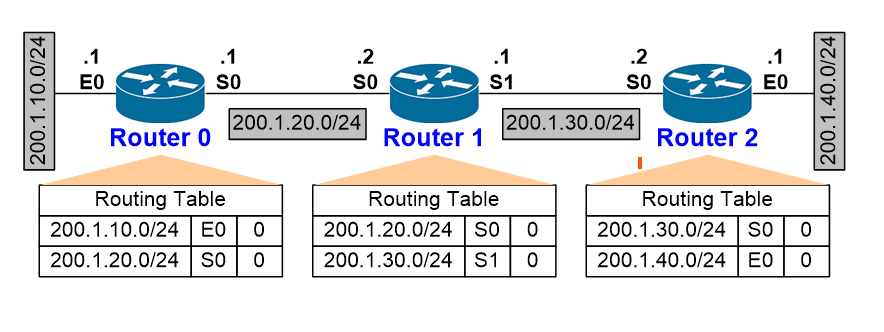 200.1.10.0/24
.1
E0
.1
S0
200.1.20.0/24
.2
S0
.1
S1
200.1.30.0/24
.2
S0
.1
E0
200.1.40.0/24
Router 0
Router 1
Router 2
Routing Table
200.1.10.0/24 E0 0
200.1.20.0/24 S0 0
Routing Table
200.1.20.0/24 S0 0
200.1.30.0/24 S1 0
Routing Table
200.1.30.0/24 S0 0
200.1.40.0/24 E0 0